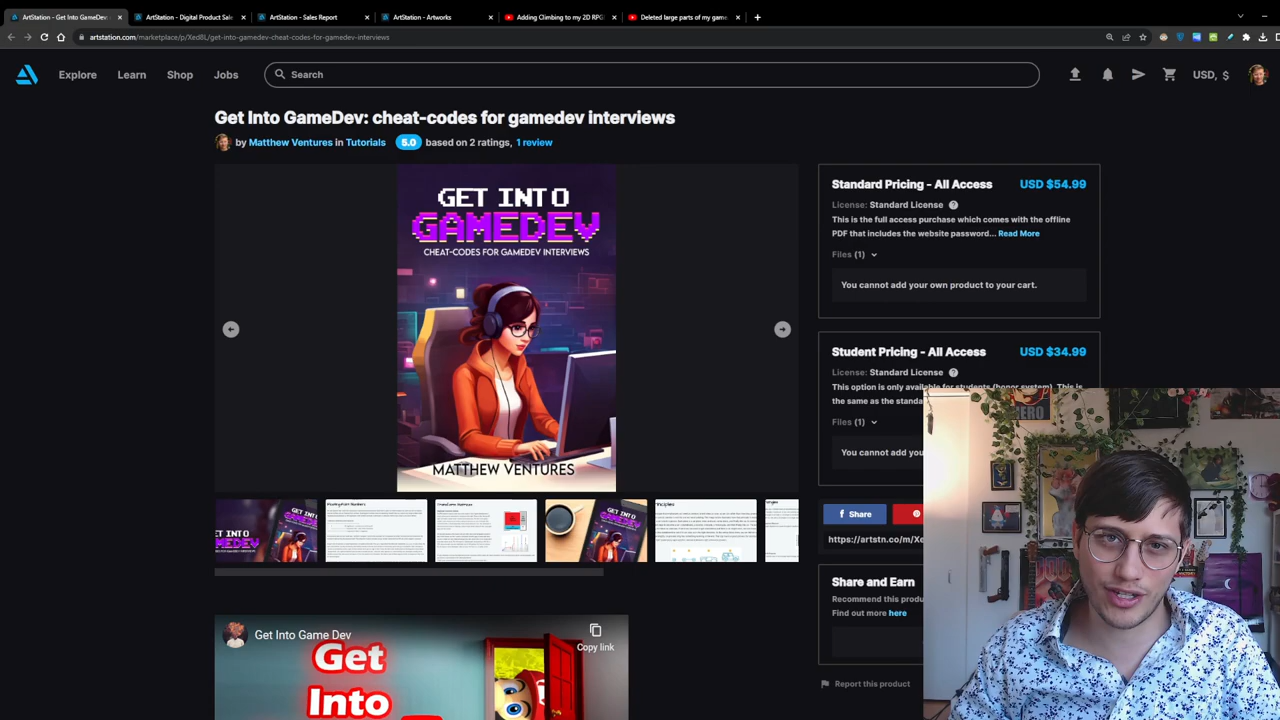 ArtStation - Get Into GameDev:
ArtStation - Digital Product Sale
ArtStation - Sales Report
ArtStation - Artworks
Adding Climbing to my 2D RPG
Deleted large parts of my game
artstation.com/marketplace/p/Xed8L/get-into-gamedev-cheat-codes-for-gamedev-interviews
Explore Learn Shop Jobs Search USD, $
Get Into GameDev: cheat-codes for gamedev interviews
by Matthew Ventures in Tutorials 5.0 based on 2 ratings, 1 review
GET INTO
GAMEDEV
CHEAT-CODES FOR GAMEDEV INTERVIEWS
MATTHEW VENTURES
Standard Pricing - All Access USD $54.99
License: Standard License
This is the full access purchase which comes with the offline
PDF that includes the website password... Read More
Files (1)
You cannot add your own product to your cart.
Student Pricing - All Access USD $34.99
License: Standard License
This option is only available for students (honor system). This is
the same as the standa
Files (1)
You cannot add you
Share
https://artstn.co/m/Xe
Share and Earn
Recommend this produ
Find out more here
Report this product
Get Into Game Dev
Copy link
Get
Into
HERO